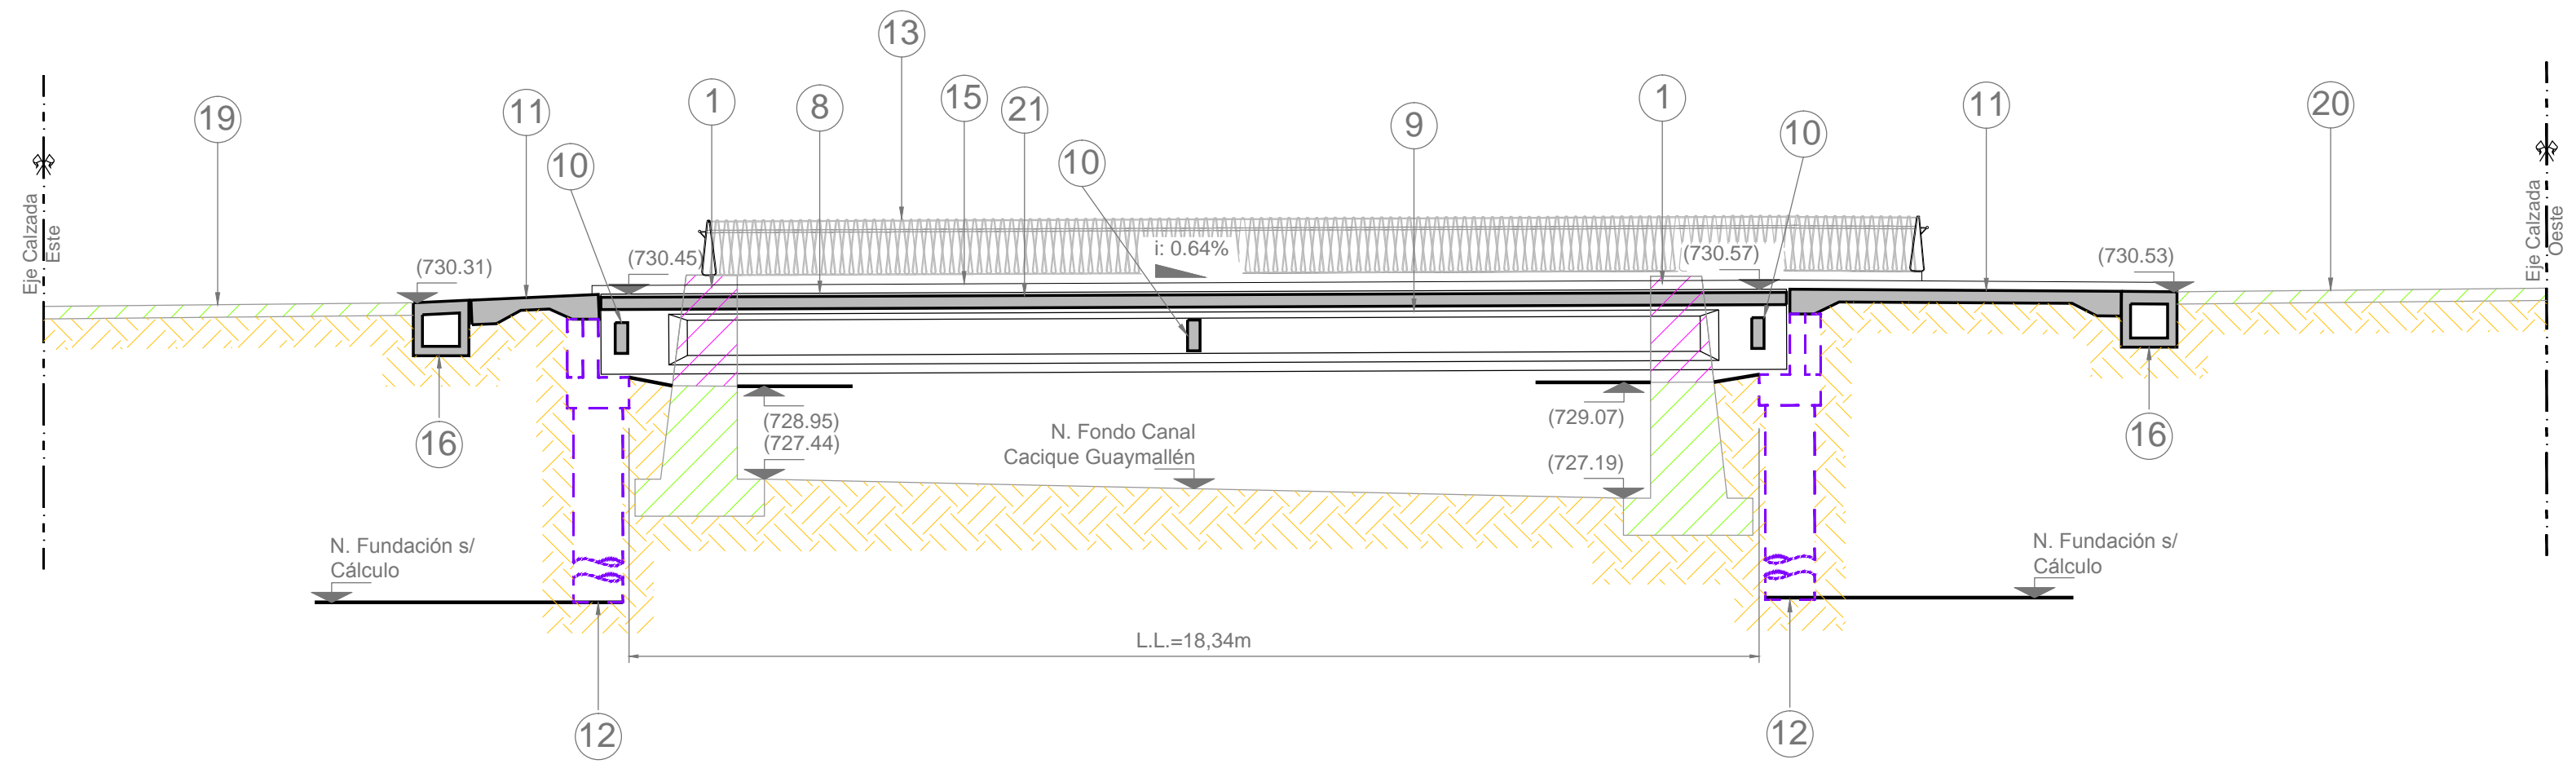 13
19
11
1
8
15
21
9
1
11
20
10
10
10
Eje Calzada
Este
Eje Calzada
Oeste
i: 0.64%
(730.31)
(730.45)
(730.57)
(730.53)
16
(728.95)
(727.44)
N. Fondo Canal
Cacique Guaymallén
(729.07)
(727.19)
16
N. Fundación s/
Cálculo
N. Fundación s/
Cálculo
L.L.=18,34m
12
12